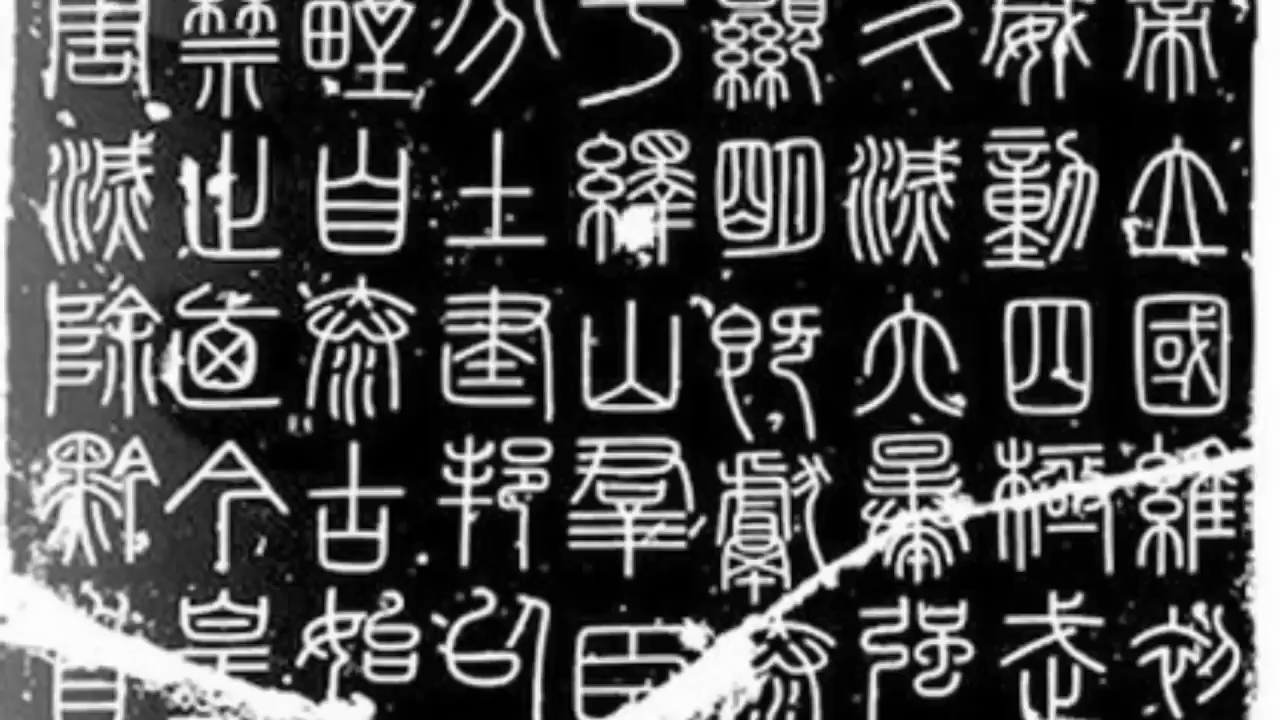 帝立國維初
威動四極武
久滅六暴強
顯明既獻泰
于繹山群臣
分土建邦以
野自泰古始
禁止迺今皇
害滅除黔首